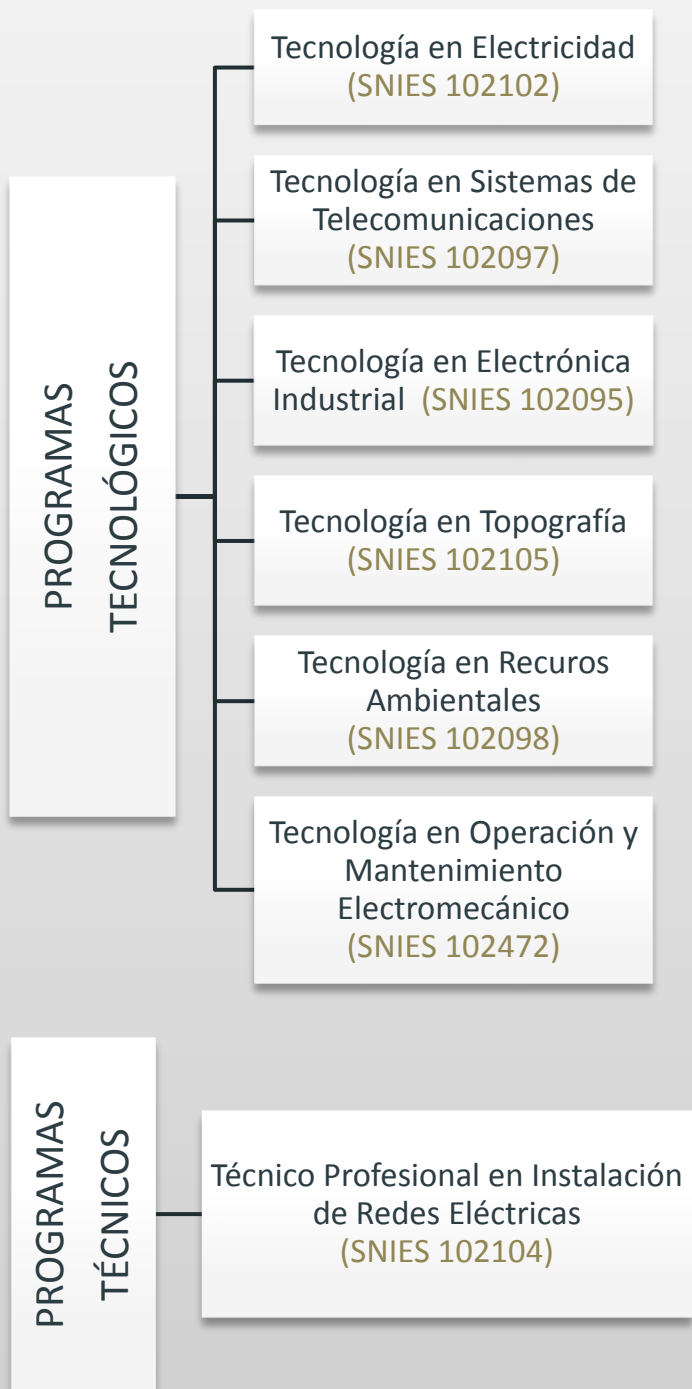 PROGRAMAS
TECNOLÓGICOS
Tecnología en Electricidad
(SNIES 102102)
Tecnología en Sistemas de
Telecomunicaciones
(SNIES 102097)
Tecnología en Electrónica
Industrial (SNIES 102095)
Tecnología en Topografía
(SNIES 102105)
Tecnología en Recuros
Ambientales
(SNIES 102098)
Tecnología en Operación y
Mantenimiento
Electromecánico
(SNIES 102472)
PROGRAMAS
TÉCNICOS
Técnico Profesional en Instalación
de Redes Eléctricas
(SNIES 102104)